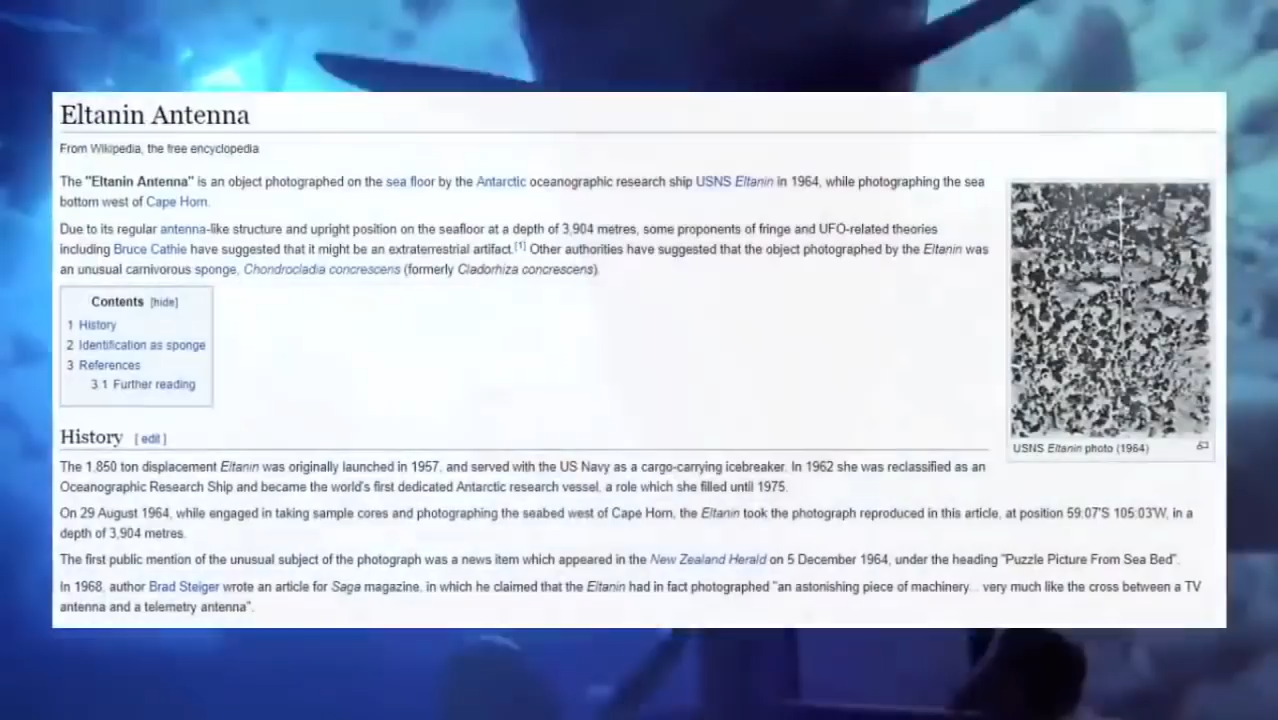 Eltanin Antenna
From Wikipedia, the free encyclopedia
The "Eltanin Antenna" is an object photographed on the sea floor by the Antarctic oceanographic research ship USNS Eltanin in 1964, while photographing the sea
bottom west of Cape Horn.
Due to its regular antenna-like structure and upright position on the seafloor at a depth of 3,904 metres, some proponents of fringe and UFO-related theories
including Bruce Cathie have suggested that it might be an extraterrestrial artifact.[1] Other authorities have suggested that the object photographed by the Eltanin was
an unusual carnivorous sponge, Chondrocladia concrescens (formerly Cladorhiza concrescens).
USNS Eltanin photo (1964)
Contents [hide]
1 History
2 Identification as sponge
3 References
3.1 Further reading
History [ edit ]
The 1,850 ton displacement Eltanin was originally launched in 1957, and served with the US Navy as a cargo-carrying icebreaker. In 1962 she was reclassified as an
Oceanographic Research Ship and became the world's first dedicated Antarctic research vessel, a role which she filled until 1975.
On 29 August 1964, while engaged in taking sample cores and photographing the seabed west of Cape Horn, the Eltanin took the photograph reproduced in this article, at position 59:07'S 105:03'W, in a
depth of 3,904 metres.
The first public mention of the unusual subject of the photograph was a news item which appeared in the New Zealand Herald on 5 December 1964, under the heading "Puzzle Picture From Sea Bed".
In 1968, author Brad Steiger wrote an article for Saga magazine, in which he claimed that the Eltanin had in fact photographed "an astonishing piece of machinery... very much like the cross between a TV
antenna and a telemetry antenna".